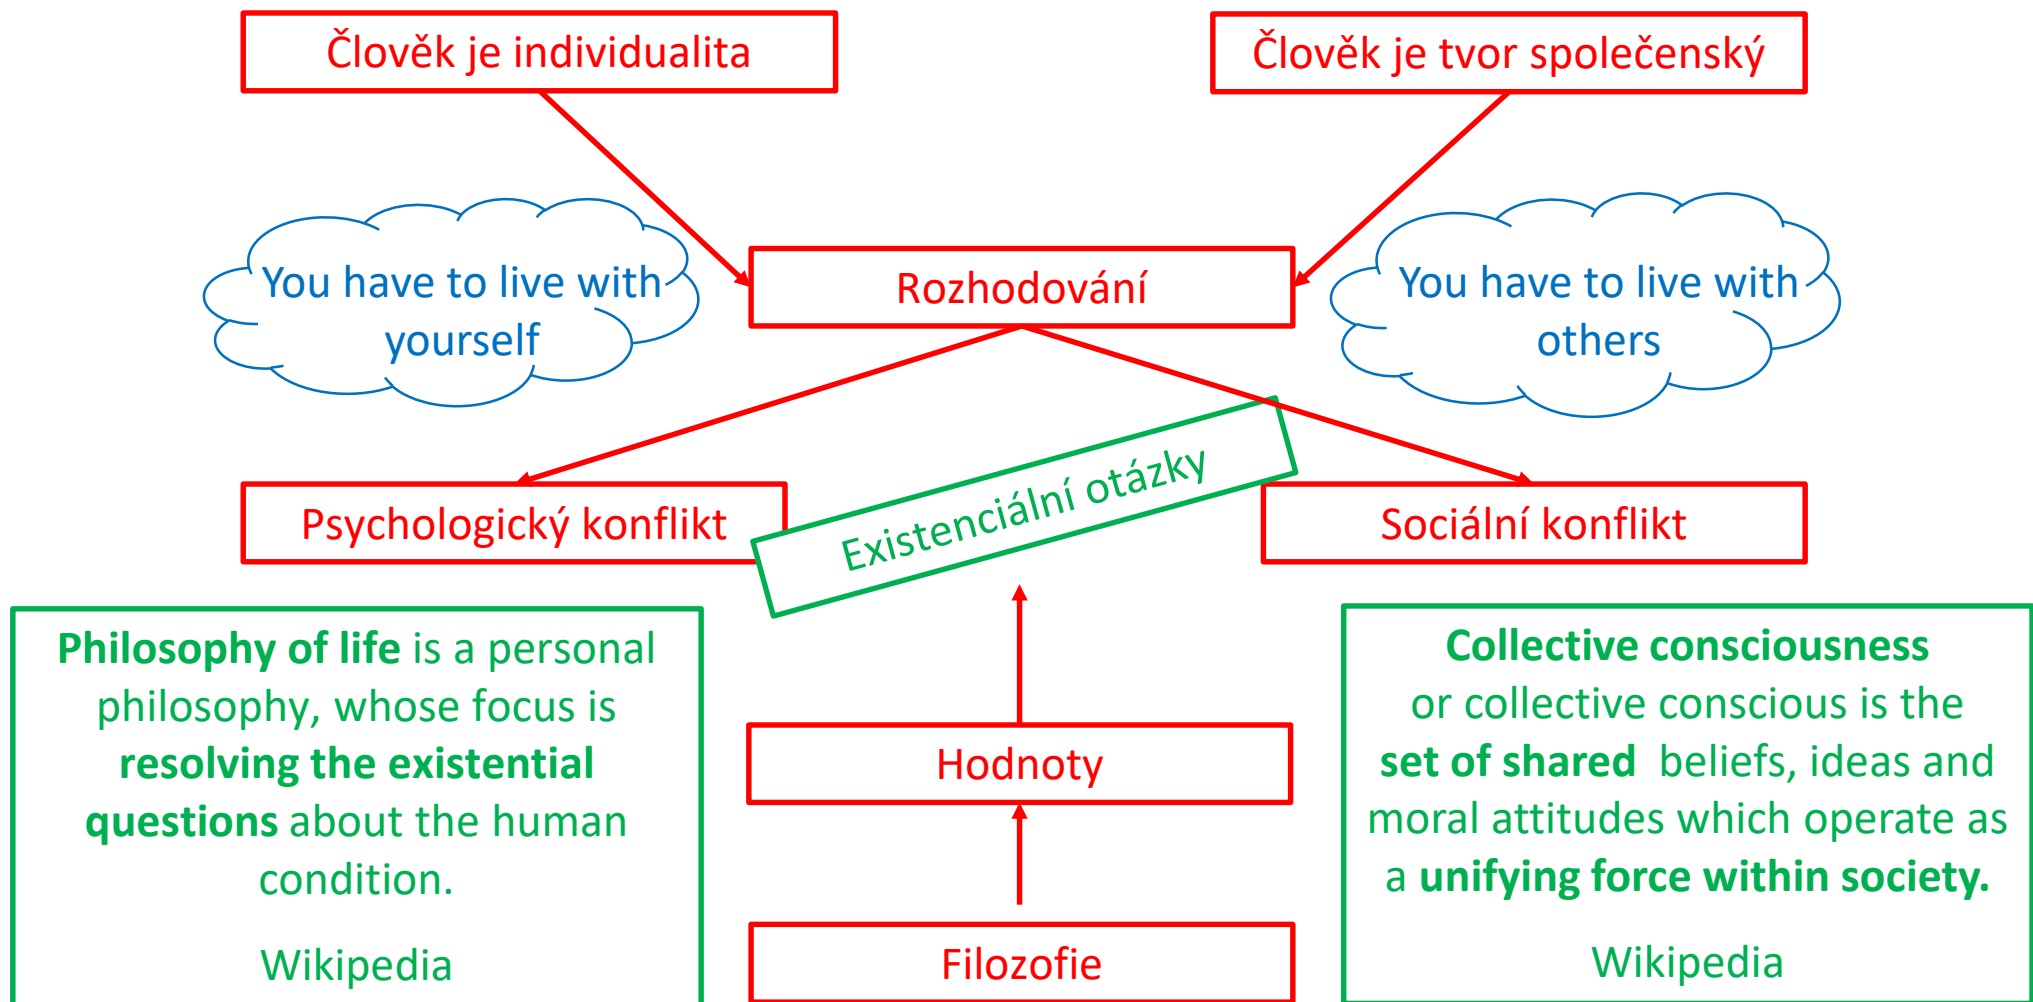 Člověk je individualita
Člověk je tvor společenský
You have to live with
yourself
Rozhodování
You have to live with
others
Existenciální otázky
Psychologický konflikt
Sociální konflikt
Philosophy of life is a personal
philosophy, whose focus is
resolving the existential
questions about the human
condition.
Wikipedia
Hodnoty
Filozofie
Collective consciousness
or collective conscious is the
set of shared beliefs, ideas and
moral attitudes which operate as
a unifying force within society.
Wikipedia